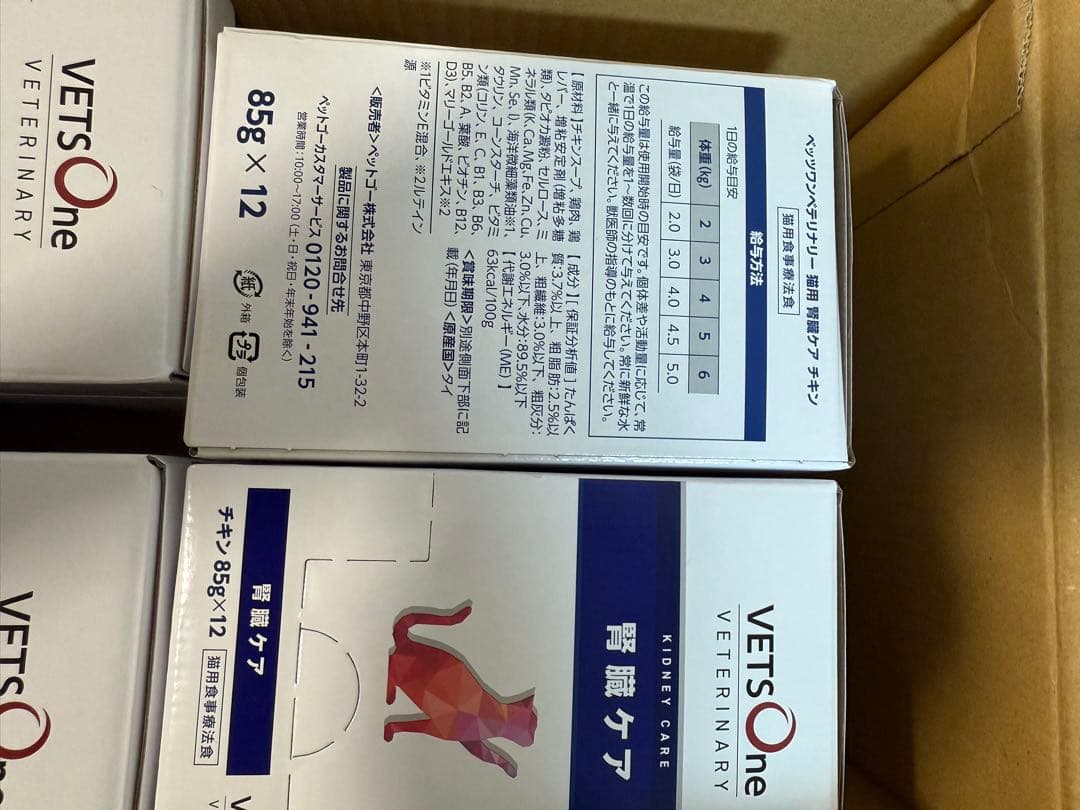 ベッツワンベテリナリー 猫用 腎臓ケア チキン
猫用食事療法食
給与方法
1日の給与目安
体重(kg) 2 3 4 5 6
給与量(袋/日) 2.0 3.0 4.0 4.5 5.0
この給与量は使用開始時の目安です。個体差や活動量に応じて、常
温で1日の給与量を1〜数回に分けて与えてください。常に新鮮な水
と一緒に与えてください。獣医師の指導のもとに給与してください。
【原材料】チキンスープ、鶏肉、鶏
レバー、増粘安定剤(増粘多糖
類)、タピオカ澱粉、セルロース、ミ
ネラル類(K,Ca,Mg,Fe,Zn,Cu,
Mn,Se,I)、海洋微細藻類油※1、
タウリン、コーンスターチ、ビタミ
ン類(コリン、E、C、B1、B3、B6、
B5、B2、A、葉酸、ビオチン、B12、
D3)、マリーゴールドエキス※2
※1ビタミンE混合、※2ルテイン
源
【成分】[保証分析値]たんぱく
質:3.7%以上、粗脂肪:2.5%以
上、粗繊維:3.0%以下、粗灰分:
3.0%以下、水分:89.5%以下
【代謝エネルギー(ME)】
63kcal/100g
<賞味期限>別途側面下部に記
載(年月日)<原産国>タイ
<販売者>ペットゴー株式会社 東京都中野区本町1-32-2
製品に関するお問合せ先
ペットゴーカスタマーサービス 0120-941-215
営業時間:10:00〜17:00(土・日・祝日・年末年始を除く)
85g×12
紙 外箱
プラ 個包装
VETSOne
VETERINARY
VETSOne
VETERINARY
KIDNEY CARE
腎臓ケア
腎臓ケア
チキン 85g×12
猫用食事療法食
VETSOne